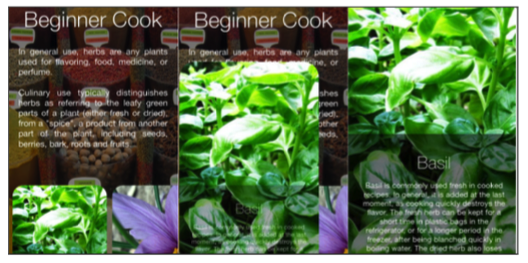 Beginner Cook
In general use, herbs are any plants
used for flavoring, food, medicine, or
perfume.
Culinary use typically distinguishes
herbs as referring to the leafy green
parts of a plant (either fresh or dried),
from a "spice", a product from another
part of the plant, including seeds,
berries, bark, roots and fruits.
Beginner Cook
In general use, herbs are any plants
Basil
Basil
Basil is commonly used fresh in cooked
recipes. In general, it is added at the last
moment, as cooking quickly destroys the
flavor. The fresh herb can be kept for a
short time in plastic bags in the
refrigerator, or for a longer period in the
freezer, after being blanched quickly in
boiling water. The dried herb also loses